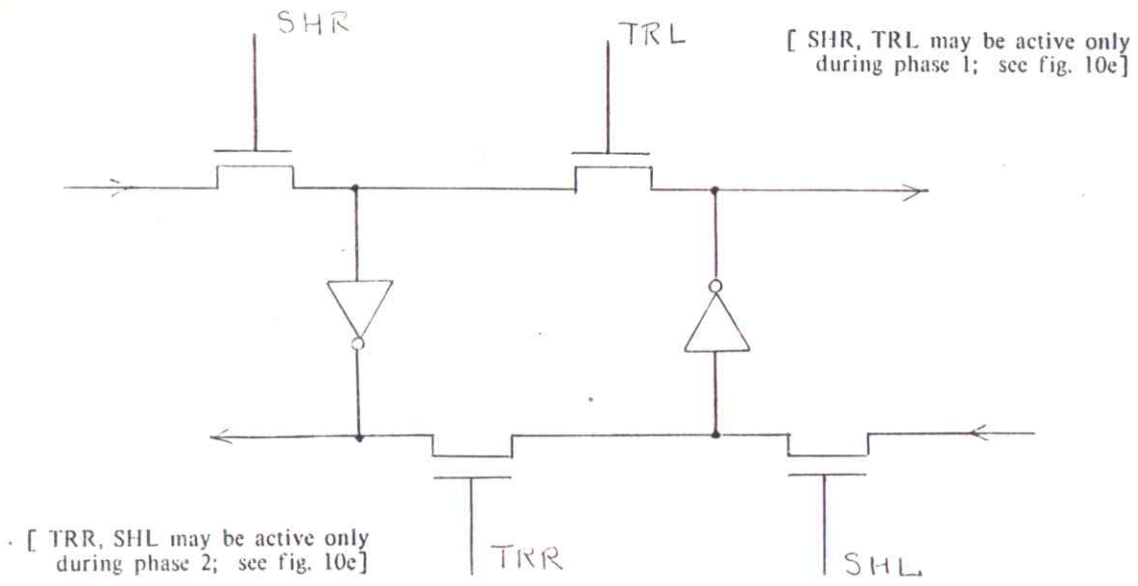 SHR
TRL
[ SHR, TRL may be active only
during phase 1; see fig. 10e]
. [ TRR, SHL may be active only
during phase 2; see fig. 10e]
TRR
SHL